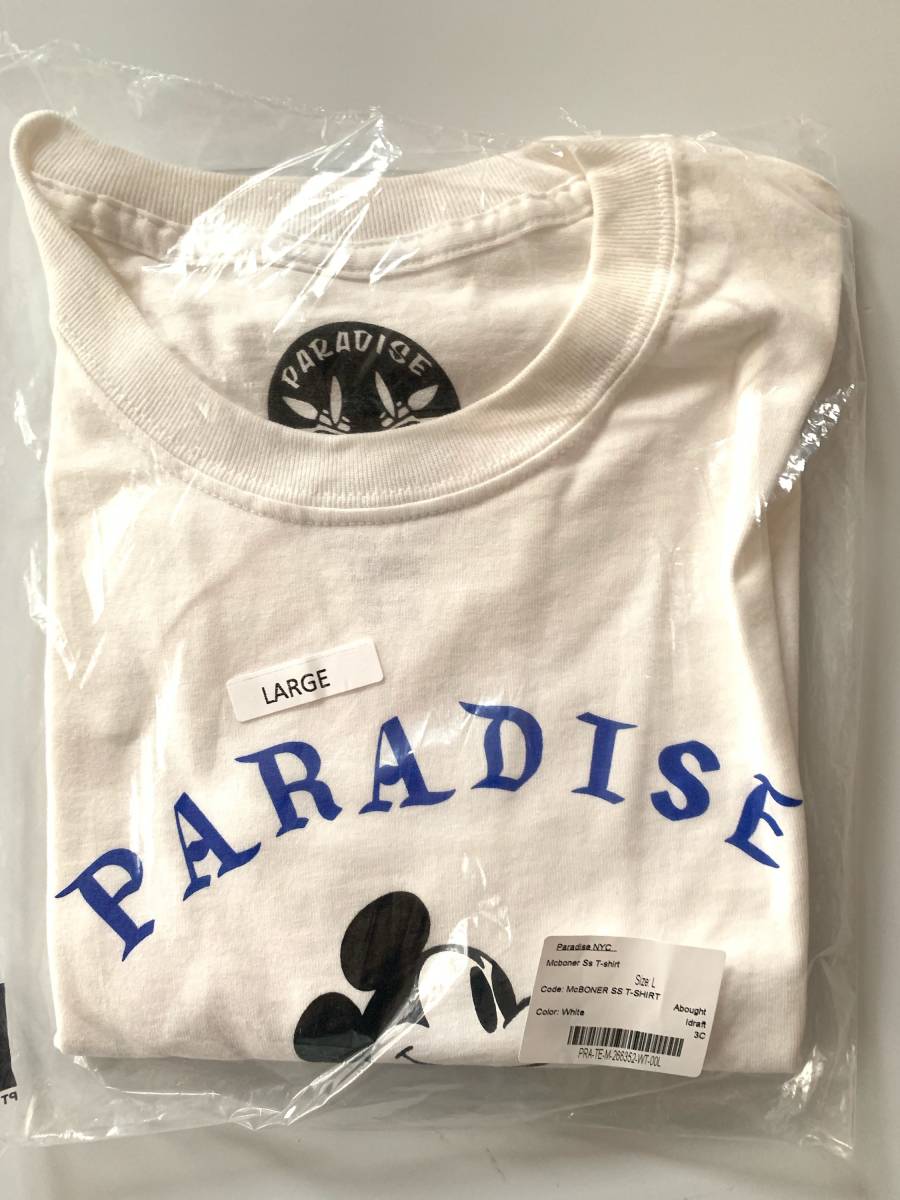 PARADISE
LARGE
PARADISE
Paradise NYC
Mcboner Ss T-shirt
Size: L
Code: McBONER SS T-SHIRT
Color: White
Abought
Idraft
3C
PRA-TE-M-266352-WT-00L